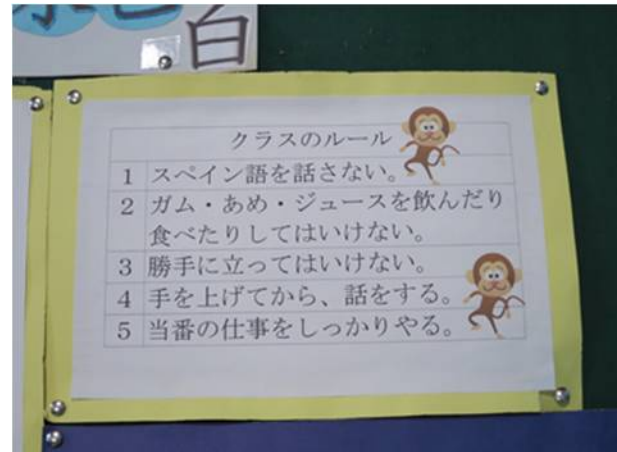 白
クラスのルール
1 スペイン語を話さない。
2 ガム・あめ・ジュースを飲んだり
食べたりしてはいけない。
3 勝手に立ってはいけない。
4 手を上げてから、話をする。
5 当番の仕事をしっかりやる。